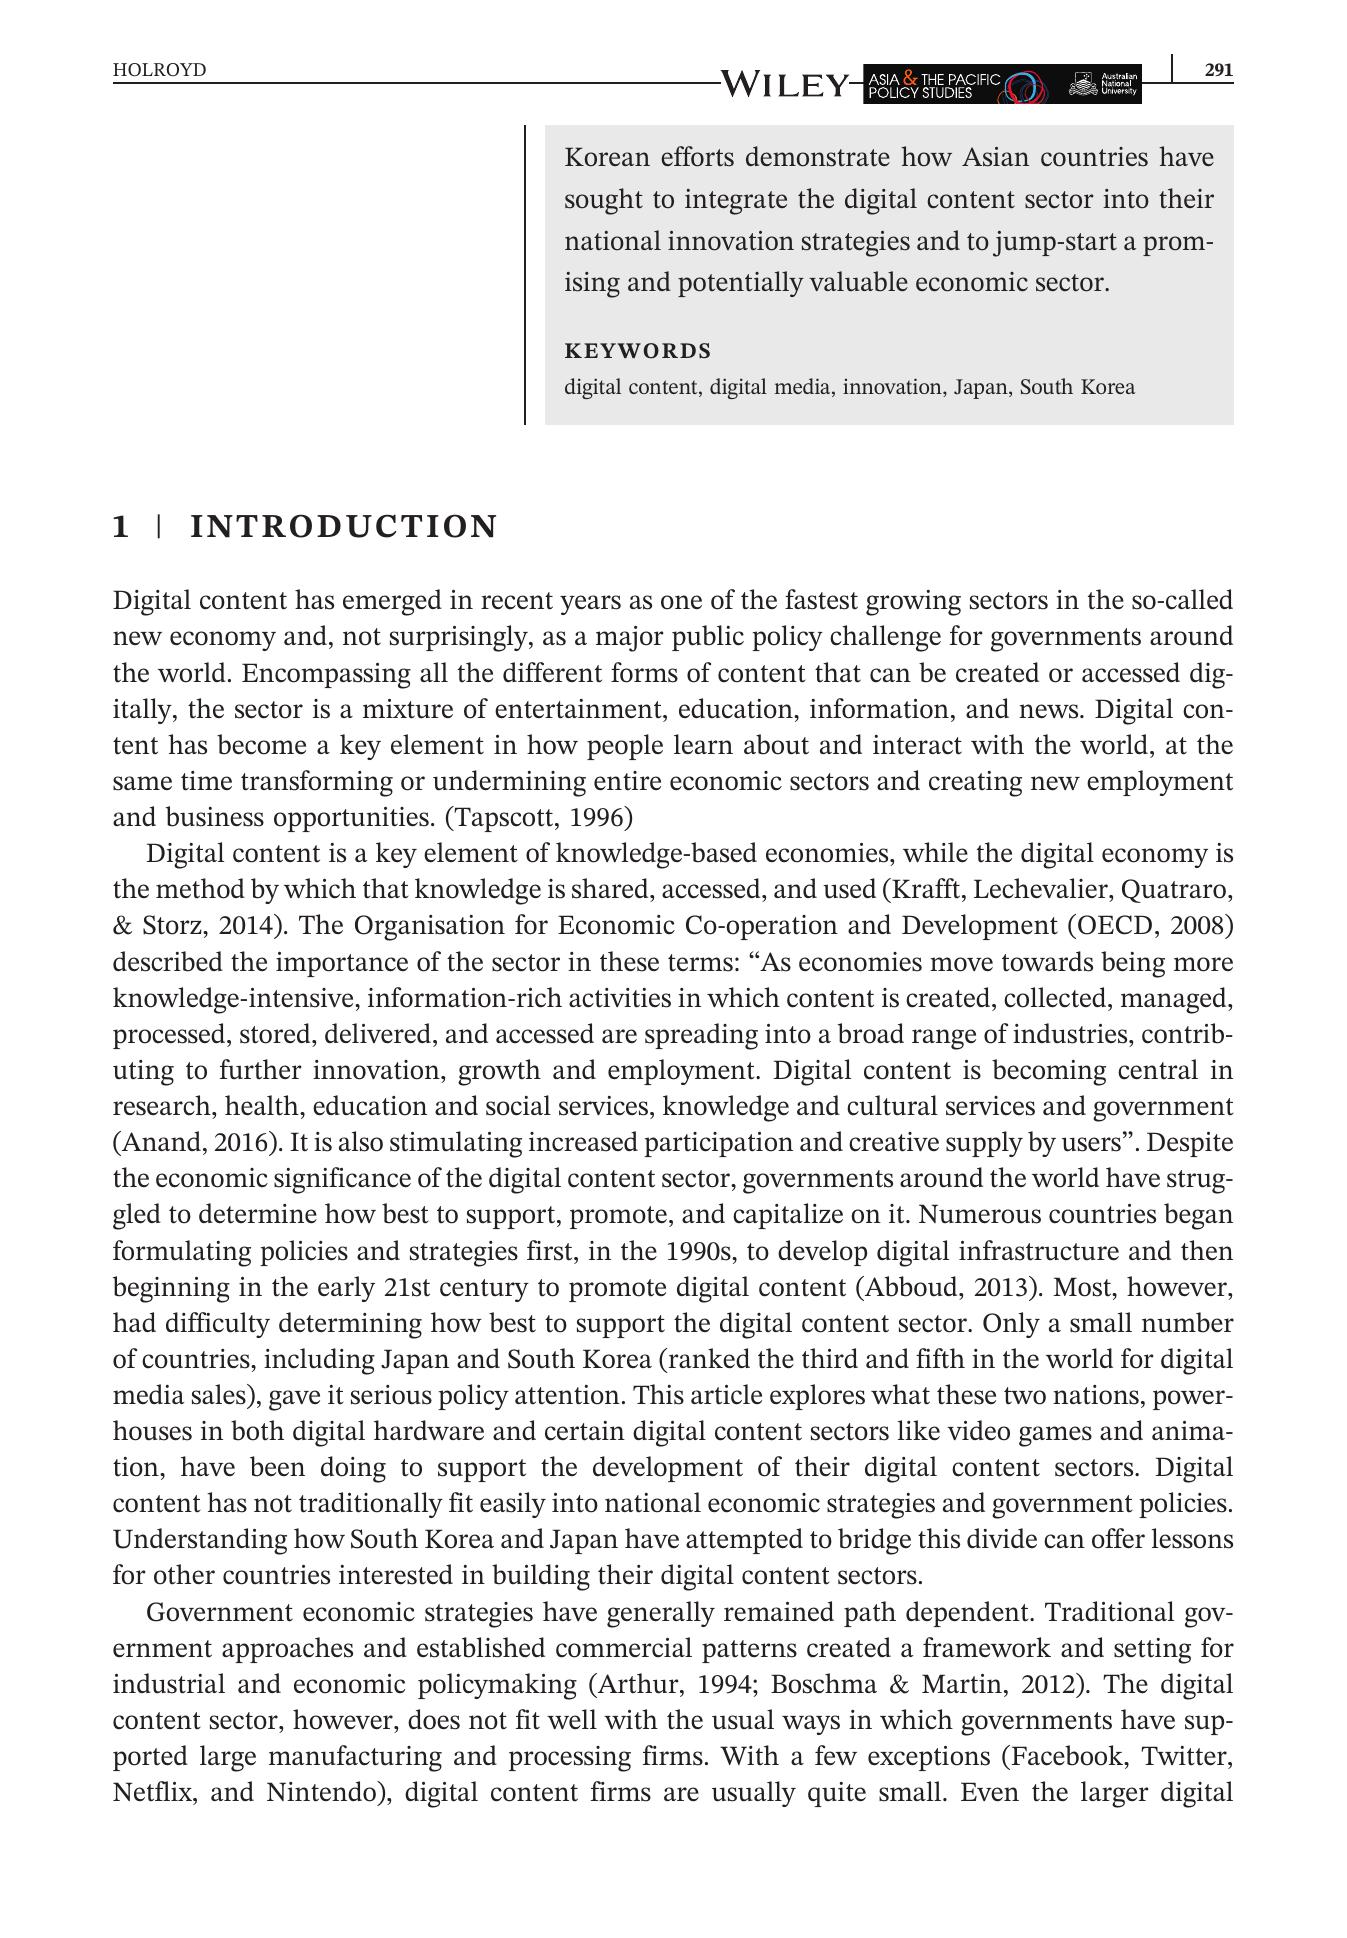 HOLROYD
WILEY
ASIA & THE PACIFIC
POLICY STUDIES
Australian
National
University
291
Korean efforts demonstrate how Asian countries have
sought to integrate the digital content sector into their
national innovation strategies and to jump-start a prom-
ising and potentially valuable economic sector.
KEYWORDS
digital content, digital media, innovation, Japan, South Korea
1 | INTRODUCTION
Digital content has emerged in recent years as one of the fastest growing sectors in the so-called
new economy and, not surprisingly, as a major public policy challenge for governments around
the world. Encompassing all the different forms of content that can be created or accessed dig-
itally, the sector is a mixture of entertainment, education, information, and news. Digital con-
tent has become a key element in how people learn about and interact with the world, at the
same time transforming or undermining entire economic sectors and creating new employment
and business opportunities. (Tapscott, 1996)
Digital content is a key element of knowledge-based economies, while the digital economy is
the method by which that knowledge is shared, accessed, and used (Krafft, Lechevalier, Quatraro,
& Storz, 2014). The Organisation for Economic Co-operation and Development (OECD, 2008)
described the importance of the sector in these terms: “As economies move towards being more
knowledge-intensive, information-rich activities in which content is created, collected, managed,
processed, stored, delivered, and accessed are spreading into a broad range of industries, contrib-
uting to further innovation, growth and employment. Digital content is becoming central in
research, health, education and social services, knowledge and cultural services and government
(Anand, 2016). It is also stimulating increased participation and creative supply by users”. Despite
the economic significance of the digital content sector, governments around the world have strug-
gled to determine how best to support, promote, and capitalize on it. Numerous countries began
formulating policies and strategies first, in the 1990s, to develop digital infrastructure and then
beginning in the early 21st century to promote digital content (Abboud, 2013). Most, however,
had difficulty determining how best to support the digital content sector. Only a small number
of countries, including Japan and South Korea (ranked the third and fifth in the world for digital
media sales), gave it serious policy attention. This article explores what these two nations, power-
houses in both digital hardware and certain digital content sectors like video games and anima-
tion, have been doing to support the development of their digital content sectors. Digital
content has not traditionally fit easily into national economic strategies and government policies.
Understanding how South Korea and Japan have attempted to bridge this divide can offer lessons
for other countries interested in building their digital content sectors.
Government economic strategies have generally remained path dependent. Traditional gov-
ernment approaches and established commercial patterns created a framework and setting for
industrial and economic policymaking (Arthur, 1994; Boschma & Martin, 2012). The digital
content sector, however, does not fit well with the usual ways in which governments have sup-
ported large manufacturing and processing firms. With a few exceptions (Facebook, Twitter,
Netflix, and Nintendo), digital content firms are usually quite small. Even the larger digital